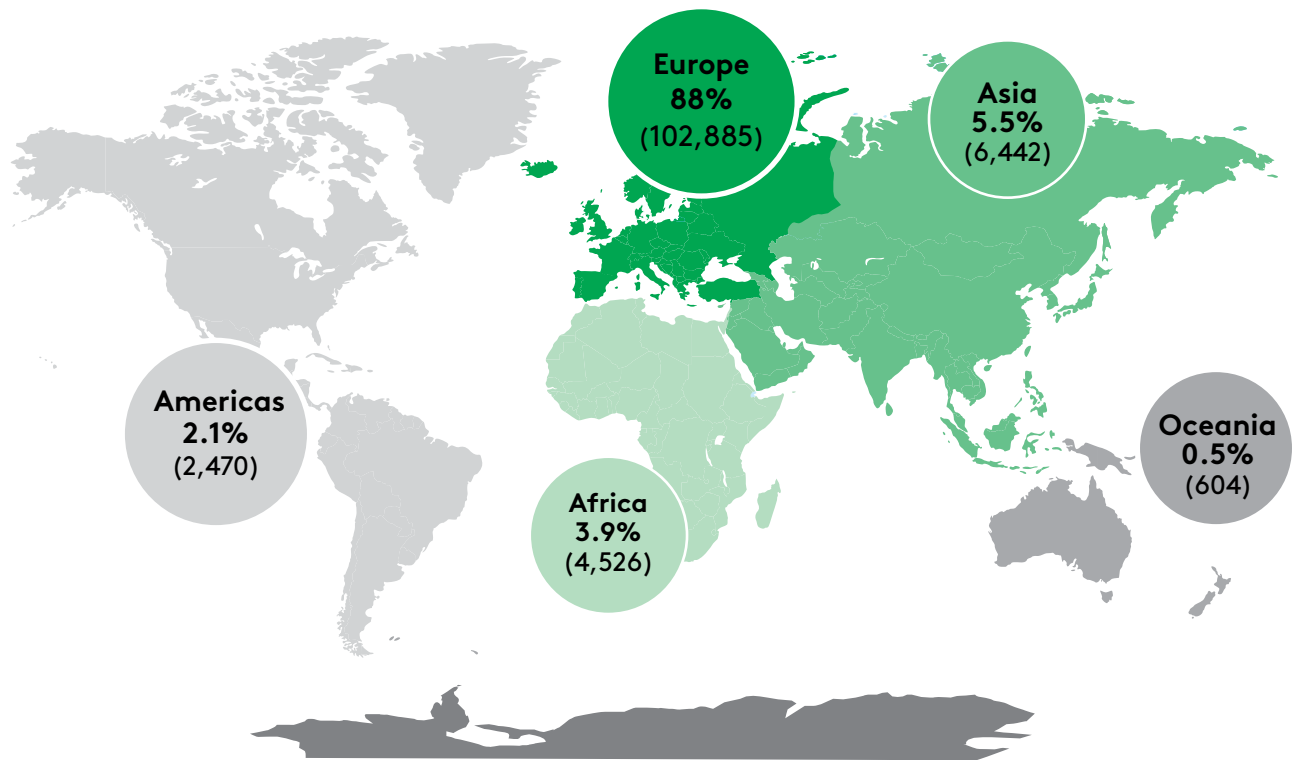 Europe
88%
(102,885)
Asia
5.5%
(6,442)
Americas
2.1%
(2,470)
Africa
3.9%
(4,526)
Oceania
0.5%
(604)